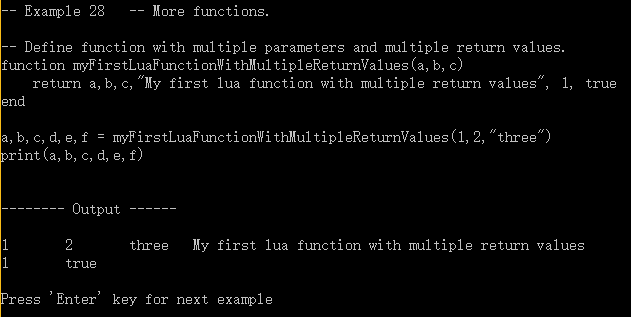 -- Example 28   -- More functions.
-- Define function with multiple parameters and multiple return values.
function myFirstLuaFunctionWithMultipleReturnValues(a,b,c)
    return a,b,c,"My first lua function with multiple return values", 1, true
end
a,b,c,d,e,f = myFirstLuaFunctionWithMultipleReturnValues(1,2,"three")
print(a,b,c,d,e,f)
-------- Output ------
1       2       three   My first lua function with multiple return values
1       true
Press 'Enter' key for next example